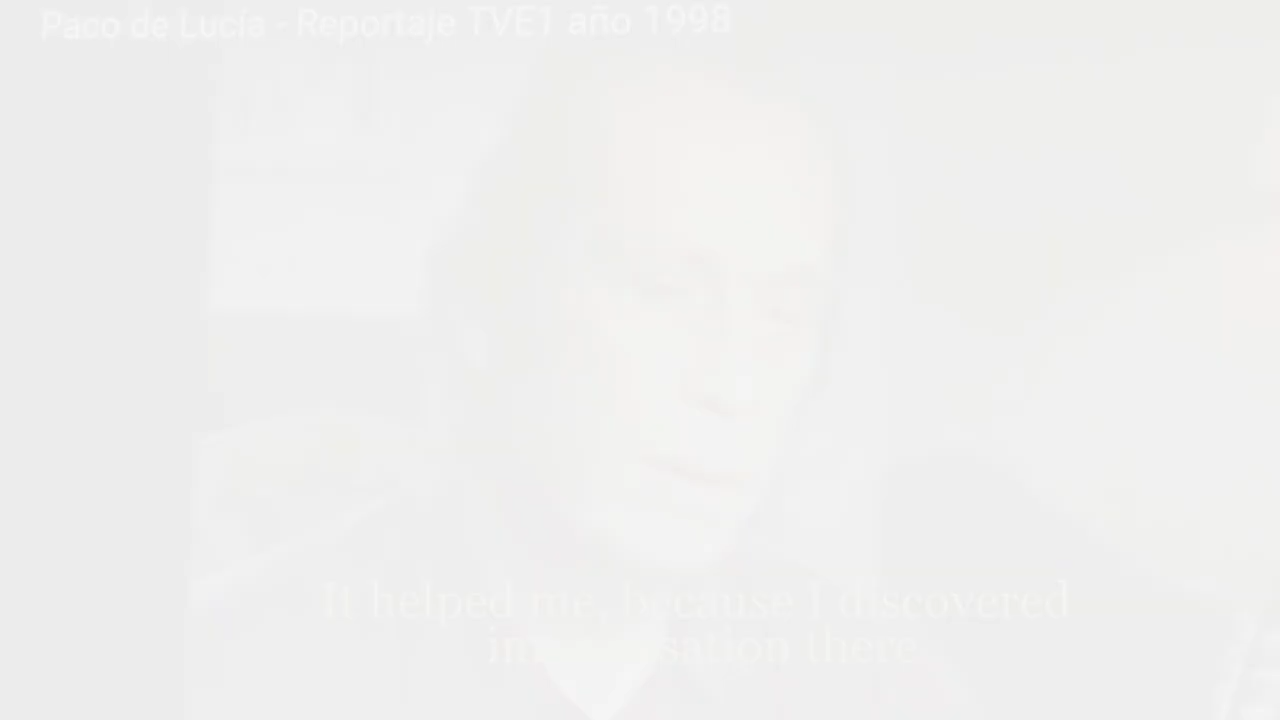 Paco de Lucía - Reportaje TVE1 año 1998
It helped me, because I discovered
there